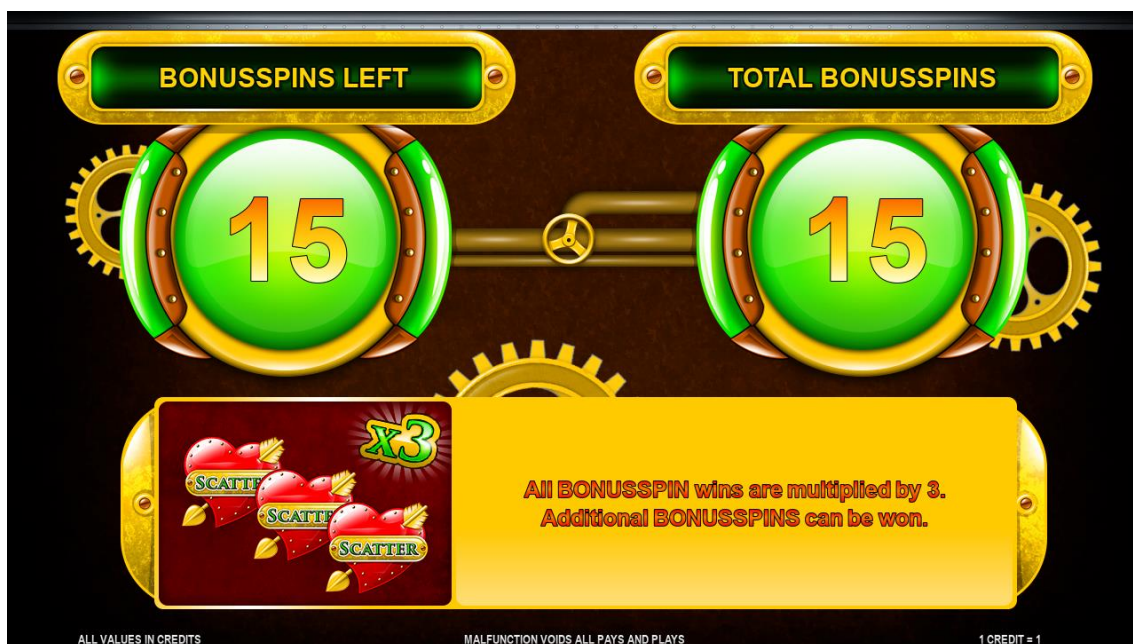 BONUSSPINS LEFT
TOTAL BONUSSPINS
15
15
x3
SCATTER
SCATTER
SCATTER
All BONUSSPIN wins are multiplied by 3.
Additional BONUSSPINS can be won.
ALL VALUES IN CREDITS
MALFUNCTION VOIDS ALL PAYS AND PLAYS
1 CREDIT = 1